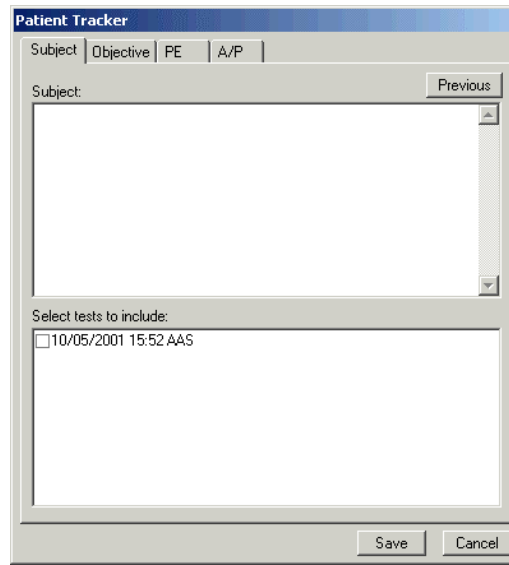 Patient Tracker
Subject Objective PE A/P
Previous
Subject:
Select tests to include:
10/05/2001 15:52 AAS
Save Cancel